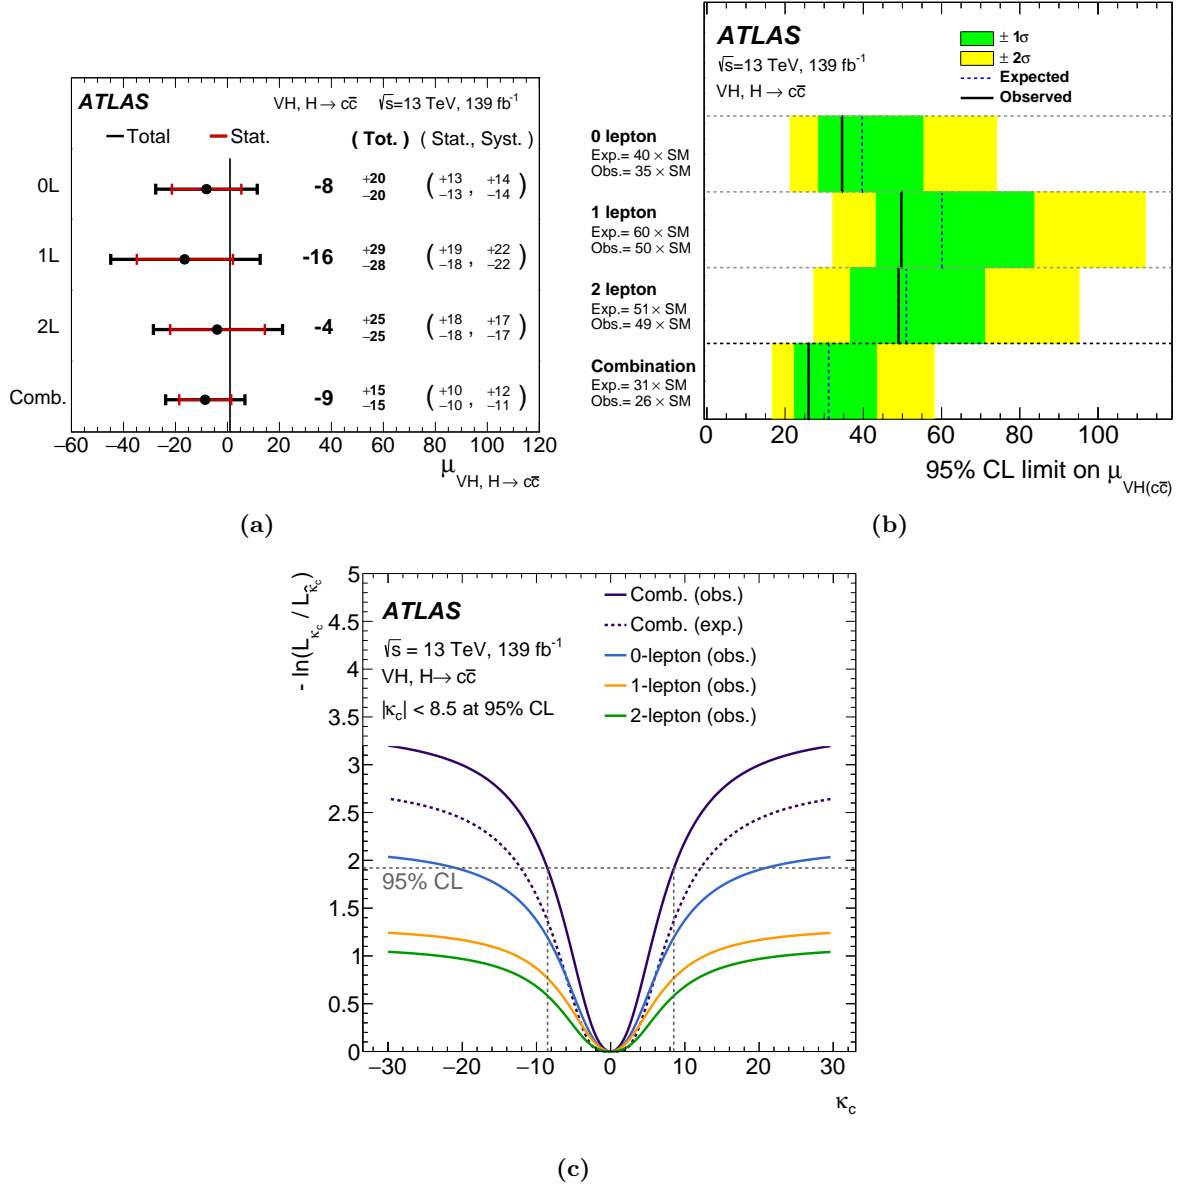 ATLAS
VH, H→ cc̄ √s=13 TeV, 139 fb⁻¹
Total Stat. ( Tot. ) ( Stat., Syst. )
0L -8 +20 −20 ( +13 −13 , +14 −14 )
1L -16 +29 −28 ( +19 −18 , +22 −22 )
2L -4 +25 −25 ( +18 −18 , +17 −17 )
Comb. -9 +15 −15 ( +10 −10 , +12 −11 )
−60 −40 −20 0 20 40 60 80 100 120
μ VH, H→ cc̄
(a)
ATLAS
√s=13 TeV, 139 fb⁻¹
VH, H→ cc̄
± 1σ
± 2σ
Expected
Observed
0 lepton
Exp.= 40 × SM
Obs.= 35 × SM
1 lepton
Exp.= 60 × SM
Obs.= 50 × SM
2 lepton
Exp.= 51 × SM
Obs.= 49 × SM
Combination
Exp.= 31 × SM
Obs.= 26 × SM
0 20 40 60 80 100
95% CL limit on μ VH(cc̄)
(b)
- ln(L κc / L κ̂c)
5
4.5
4
3.5
3
2.5
2
1.5
1
0.5
0
ATLAS
√s = 13 TeV, 139 fb⁻¹
VH, H→ cc̄
|κc| < 8.5 at 95% CL
Comb. (obs.)
Comb. (exp.)
0-lepton (obs.)
1-lepton (obs.)
2-lepton (obs.)
95% CL
−30 −20 −10 0 10 20 30
κc
(c)